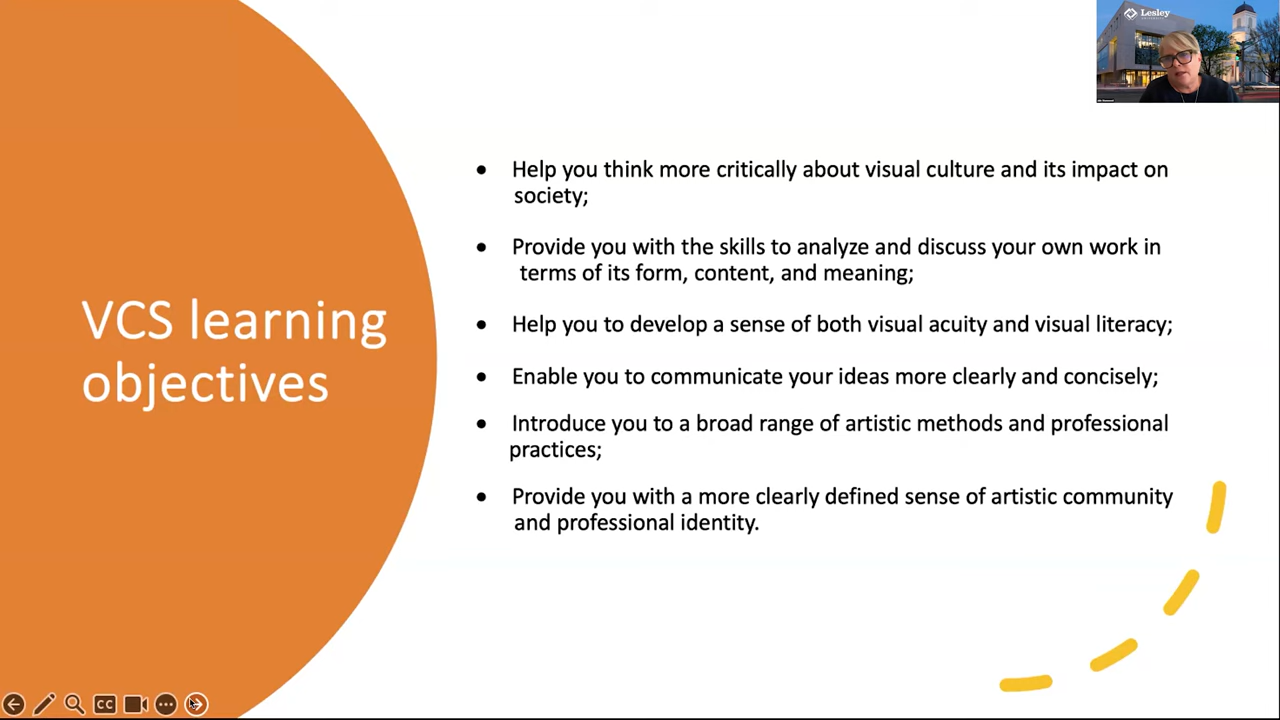 Lesley
UNIVERSITY
VCS learning
objectives
• Help you think more critically about visual culture and its impact on
society;
• Provide you with the skills to analyze and discuss your own work in
terms of its form, content, and meaning;
• Help you to develop a sense of both visual acuity and visual literacy;
• Enable you to communicate your ideas more clearly and concisely;
• Introduce you to a broad range of artistic methods and professional
practices;
• Provide you with a more clearly defined sense of artistic community
and professional identity.
CC